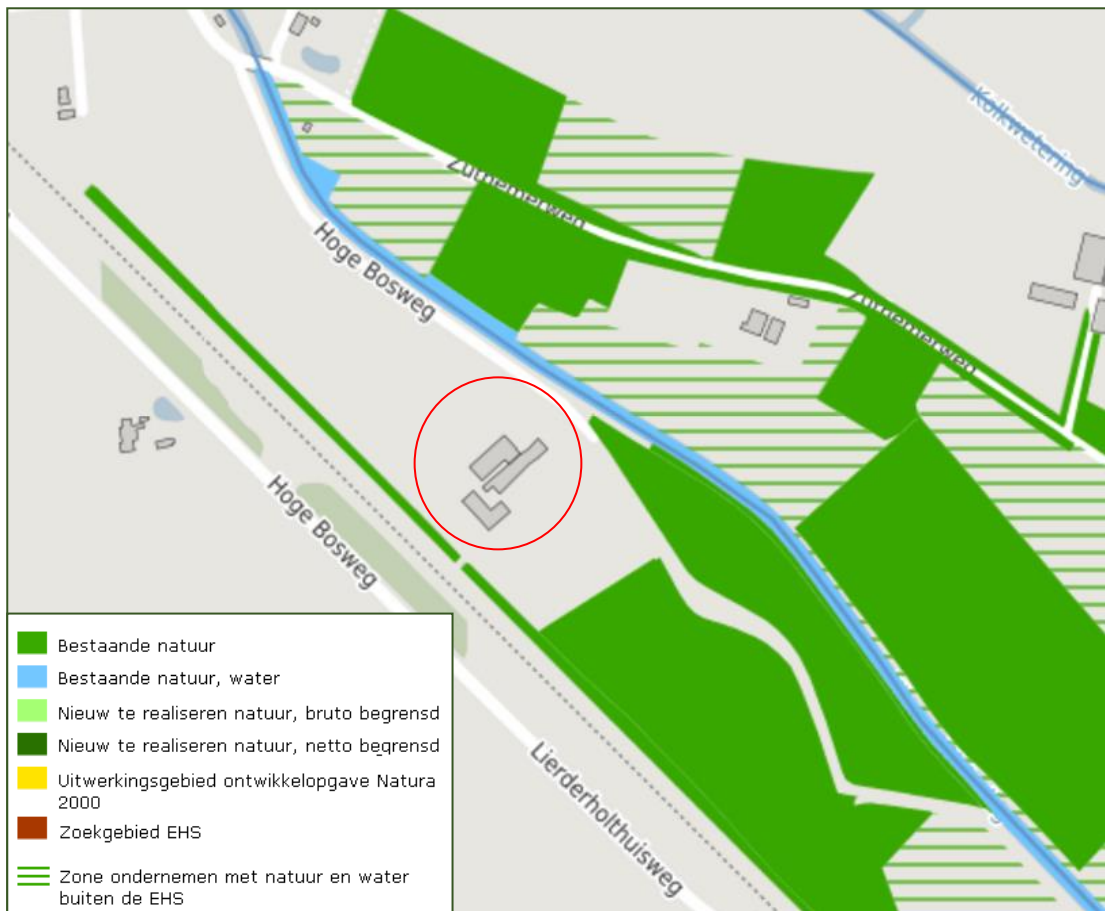 Kolkwetering
Zuthemerweg
Hoge Bosweg
Zuthemerweg
Hoge Bosweg
Lierderholthuisweg
Bestaande natuur
Bestaande natuur, water
Nieuw te realiseren natuur, bruto begrensd
Nieuw te realiseren natuur, netto begrensd
Uitwerkingsgebied ontwikkelopgave Natura
2000
Zoekgebied EHS
Zone ondernemen met natuur en water
buiten de EHS